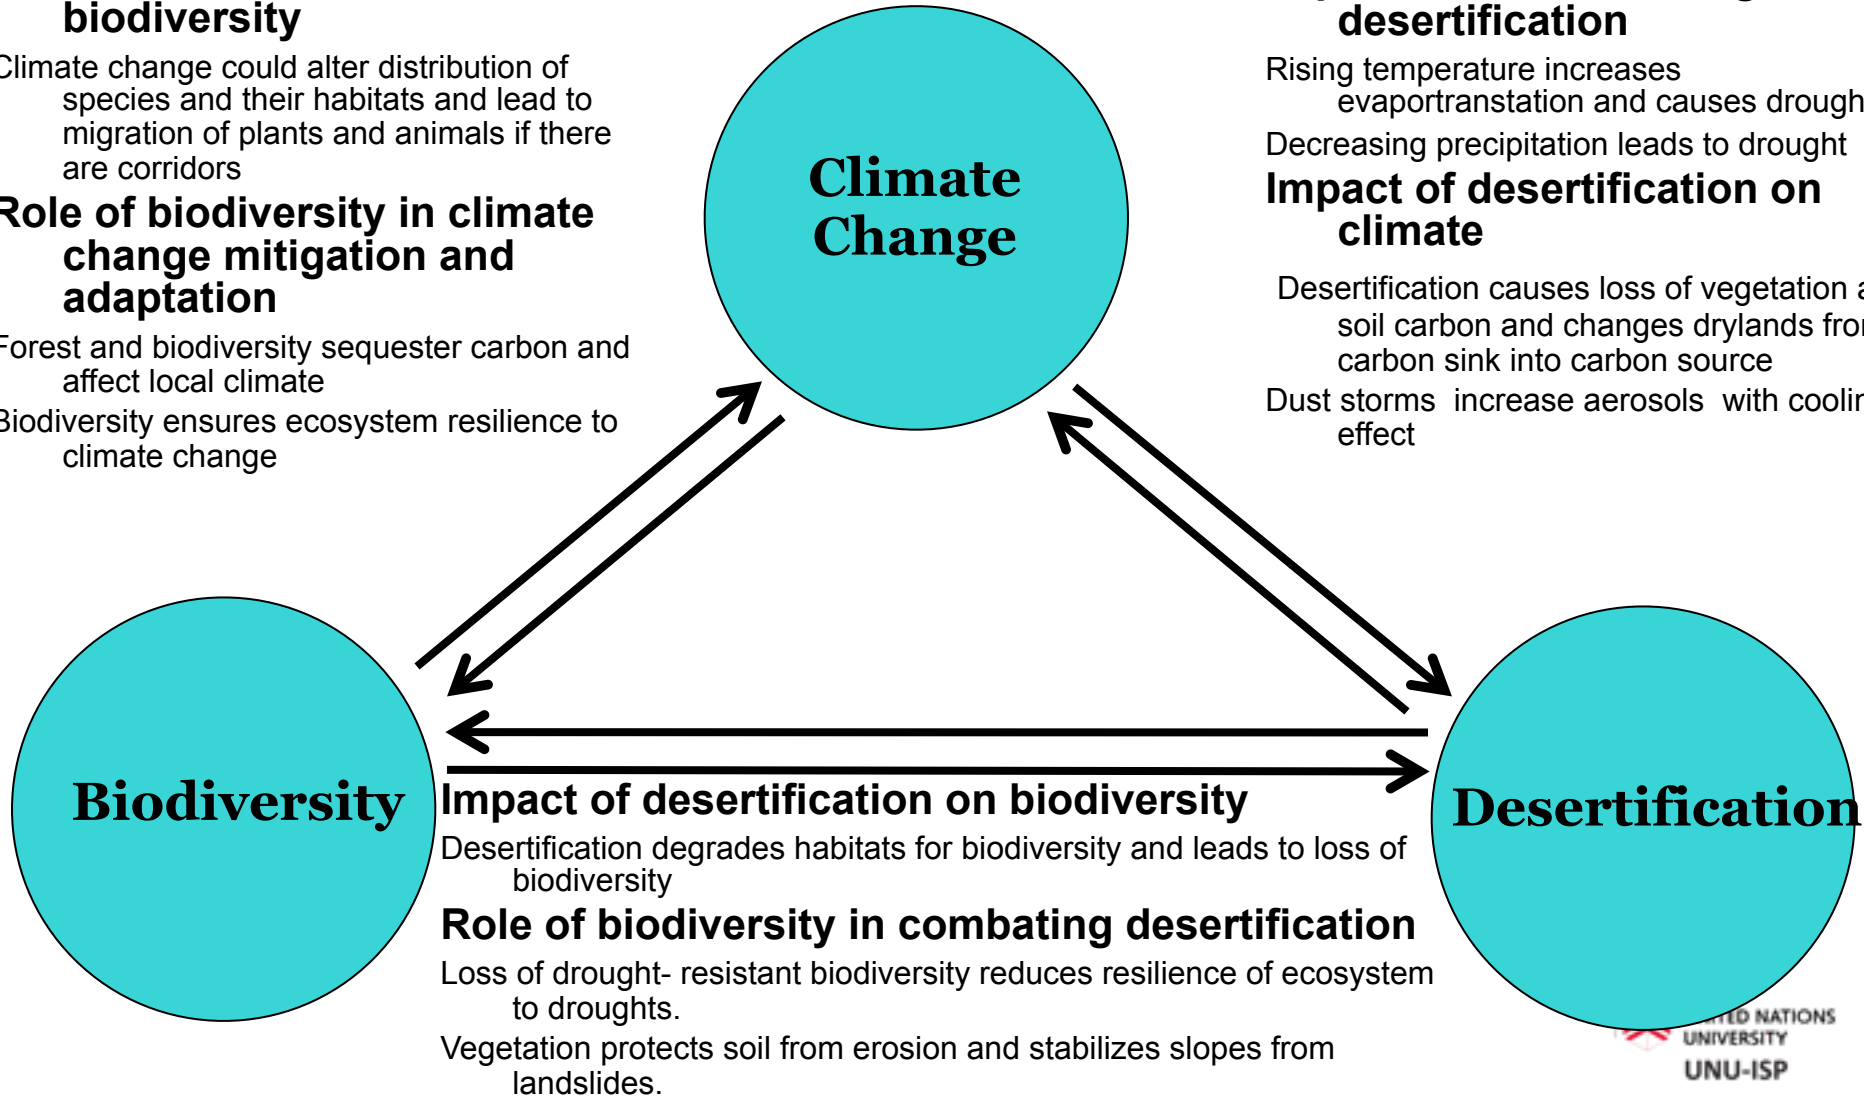 biodiversity
Climate change could alter distribution of
species and their habitats and lead to
migration of plants and animals if there
are corridors
Role of biodiversity in climate
change mitigation and
adaptation
Forest and biodiversity sequester carbon and
affect local climate
Biodiversity ensures ecosystem resilience to
climate change
Climate
Change
desertification
Rising temperature increases
evaportranstation and causes drough
Decreasing precipitation leads to drought
Impact of desertification on
climate
Desertification causes loss of vegetation a
soil carbon and changes drylands from
carbon sink into carbon source
Dust storms increase aerosols with coolin
effect
Biodiversity
Desertification
Impact of desertification on biodiversity
Desertification degrades habitats for biodiversity and leads to loss of
biodiversity
Role of biodiversity in combating desertification
Loss of drought- resistant biodiversity reduces resilience of ecosystem
to droughts.
Vegetation protects soil from erosion and stabilizes slopes from
landslides.
NATIONS
UNIVERSITY
UNU-ISP